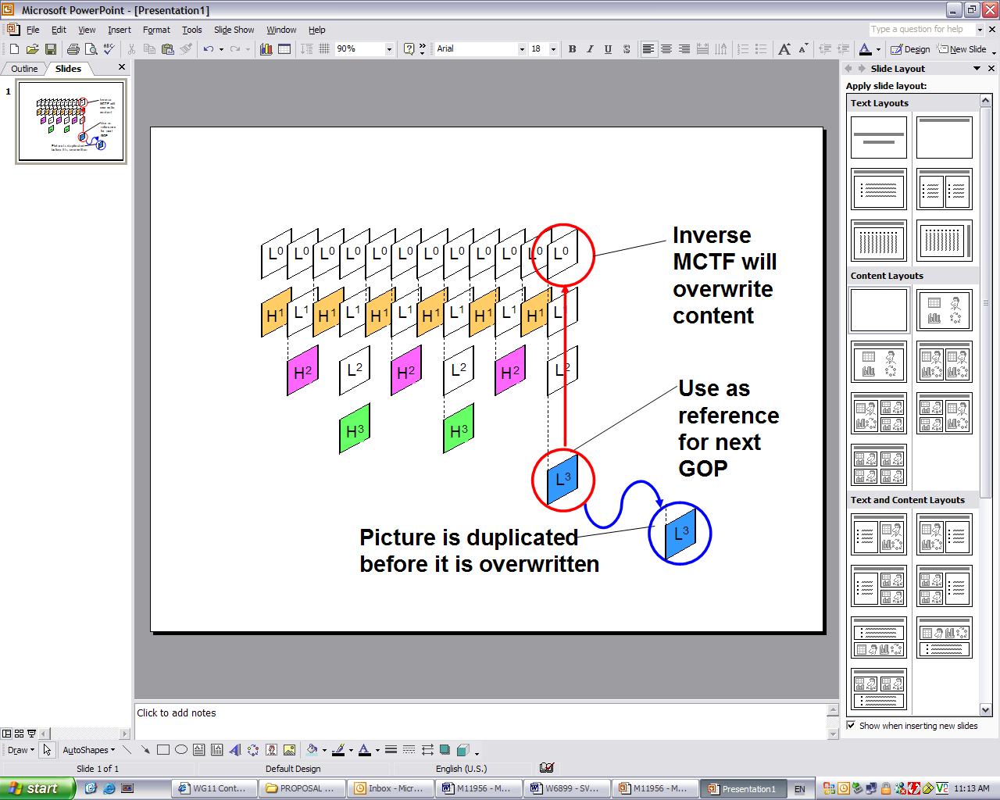 Microsoft PowerPoint - [Presentation1]
File Edit View Insert Format Tools Slide Show Window Help
Type a question for help
90% Arial 18 B I U S A A A Design New Slide
Outline Slides
Slide Layout
1
Apply slide layout:
Text Layouts
Content Layouts
Text and Content Layouts
Show when inserting new slides
L0 L0 L0 L0 L0 L0 L0 L0 L0 L0 L0 L0
H1 L1 H1 L1 H1 L1 H1 L1 H1 L1 H1 L
H2 L2 H2 L2 H2 L2
H3 H3
L3
L3
Inverse
MCTF will
overwrite
content
Use as
reference
for next
GOP
Picture is duplicated
before it is overwritten
Click to add notes
Draw AutoShapes
Slide 1 of 1 Default Design English (U.S.)
start WG11 Cont... PROPOSAL ... Inbox - Micr... M11956 - M... W6899 - SV... M11956 - M... Presentation1 EN 11:13 AM